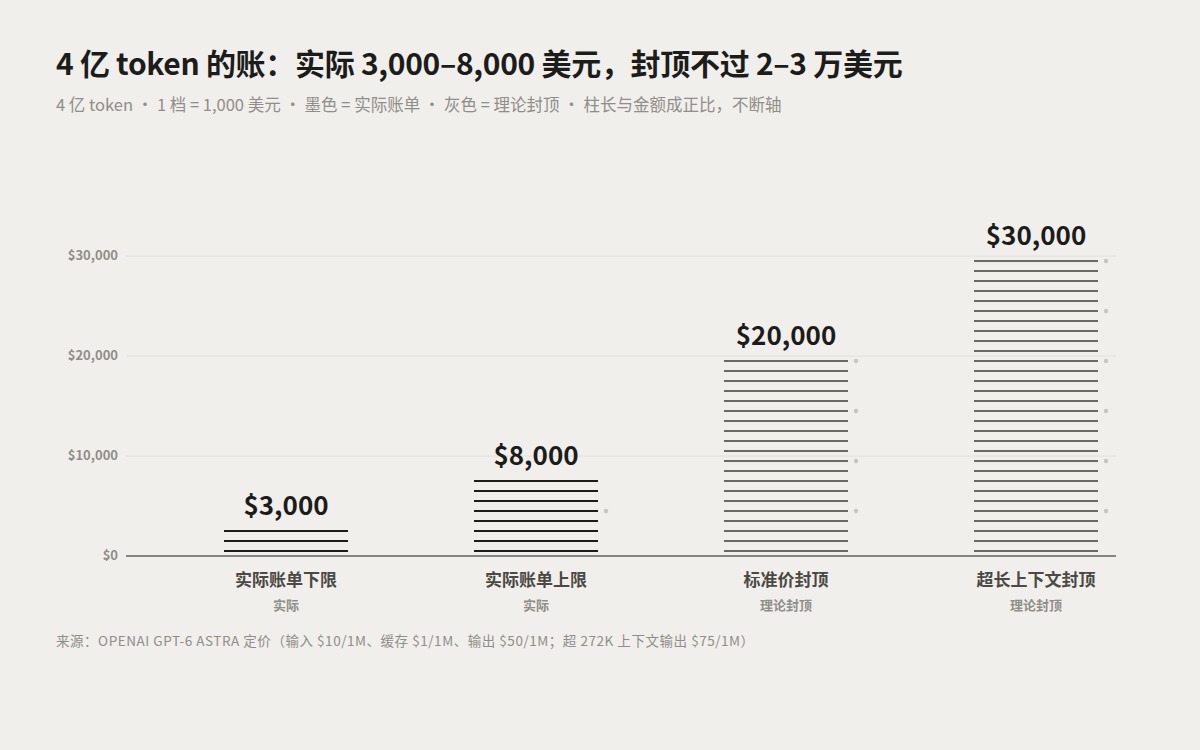 4 亿 token 的账：实际 3,000–8,000 美元，封顶不过 2–3 万美元
4 亿 token ・ 1 档 = 1,000 美元 ・ 墨色 = 实际账单 ・ 灰色 = 理论封顶 ・ 柱长与金额成正比，不断轴
$30,000
$30,000
$20,000
$20,000
$8,000
$10,000
$3,000
$0
实际账单下限 实际账单上限 标准价封顶 超长上下文封顶
实际 实际 理论封顶 理论封顶
来源：OPENAI GPT-6 ASTRA 定价（输入 $10/1M、缓存 $1/1M、输出 $50/1M；超 272K 上下文输出 $75/1M）